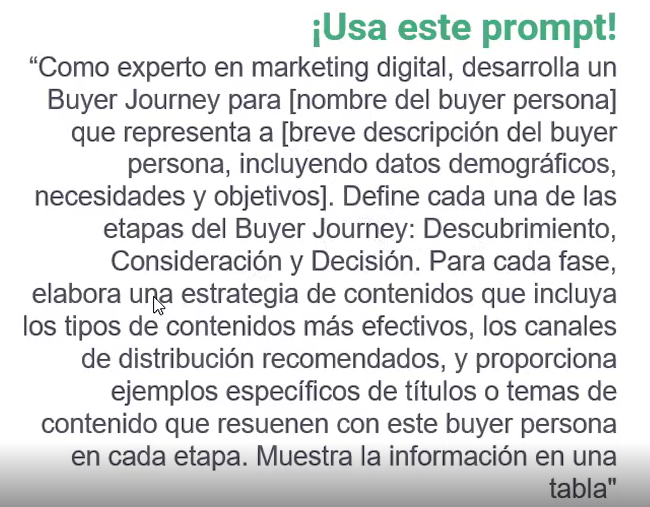 ¡Usa este prompt!
“Como experto en marketing digital, desarrolla un
Buyer Journey para [nombre del buyer persona]
que representa a [breve descripción del buyer
persona, incluyendo datos demográficos,
necesidades y objetivos]. Define cada una de las
etapas del Buyer Journey: Descubrimiento,
Consideración y Decisión. Para cada fase,
elabora una estrategia de contenidos que incluya
los tipos de contenidos más efectivos, los canales
de distribución recomendados, y proporciona
ejemplos específicos de títulos o temas de
contenido que resuenen con este buyer persona
en cada etapa. Muestra la información en una
tabla"